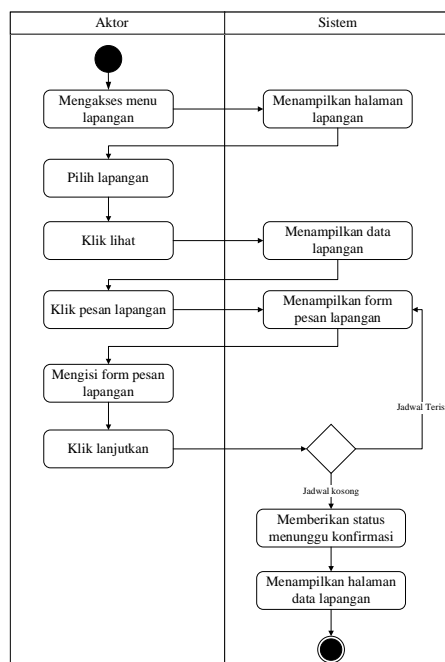 Aktor
Sistem
Mengakses menu
lapangan
Menampilkan halaman
lapangan
Pilih lapangan
Klik lihat
Menampilkan data
lapangan
Klik pesan lapangan
Menampilkan form
pesan lapangan
Mengisi form pesan
lapangan
Jadwal Teris
Klik lanjutkan
Jadwal kosong
Memberikan status
menunggu konfirmasi
Menampilkan halaman
data lapangan